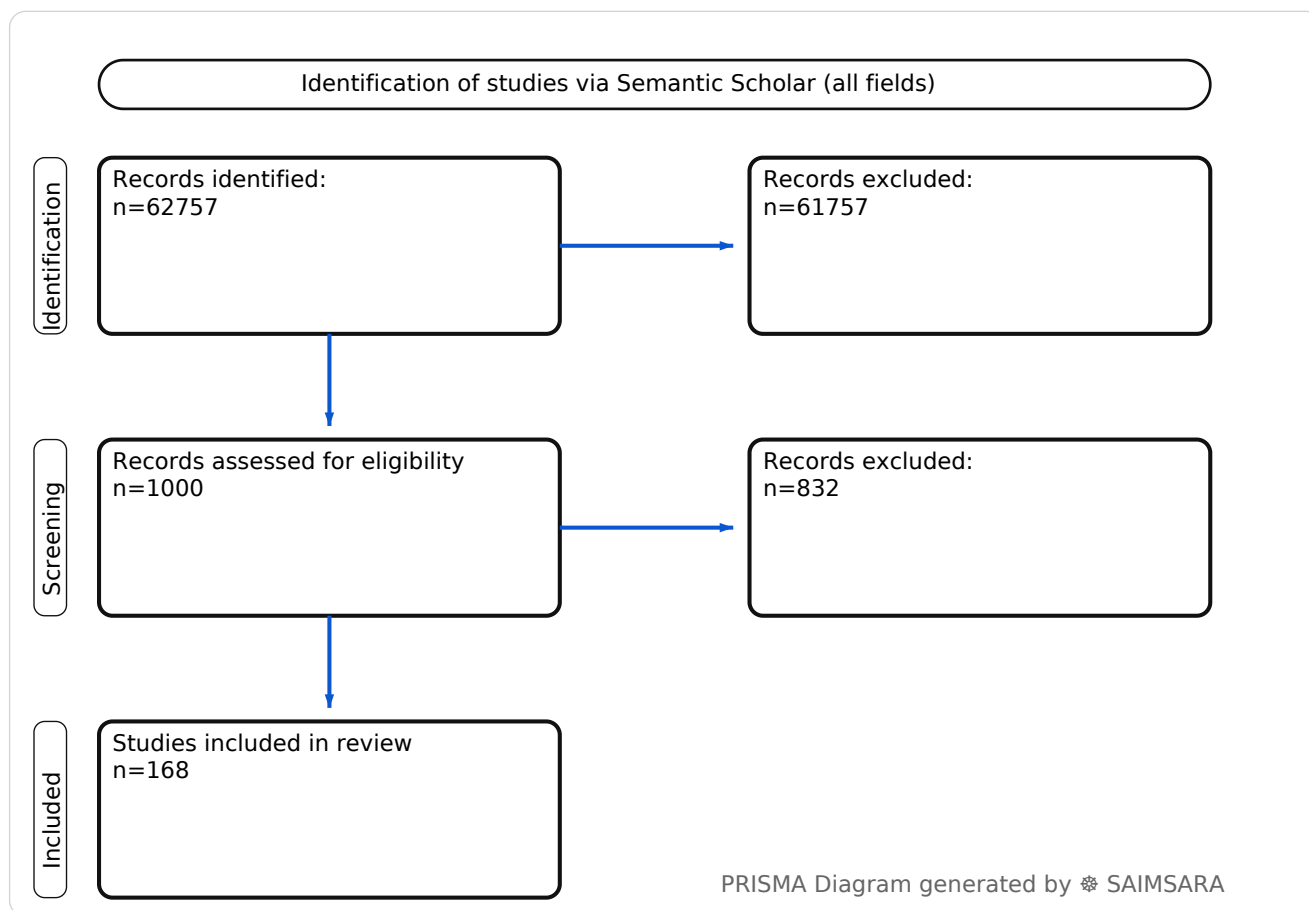 Identification of studies via Semantic Scholar (all fields)
Identification
Records identified:
n=62757
Records excluded:
n=61757
Screening
Records assessed for eligibility
n=1000
Records excluded:
n=832
Included
Studies included in review
n=168
PRISMA Diagram generated by ☸ SAIMSARA